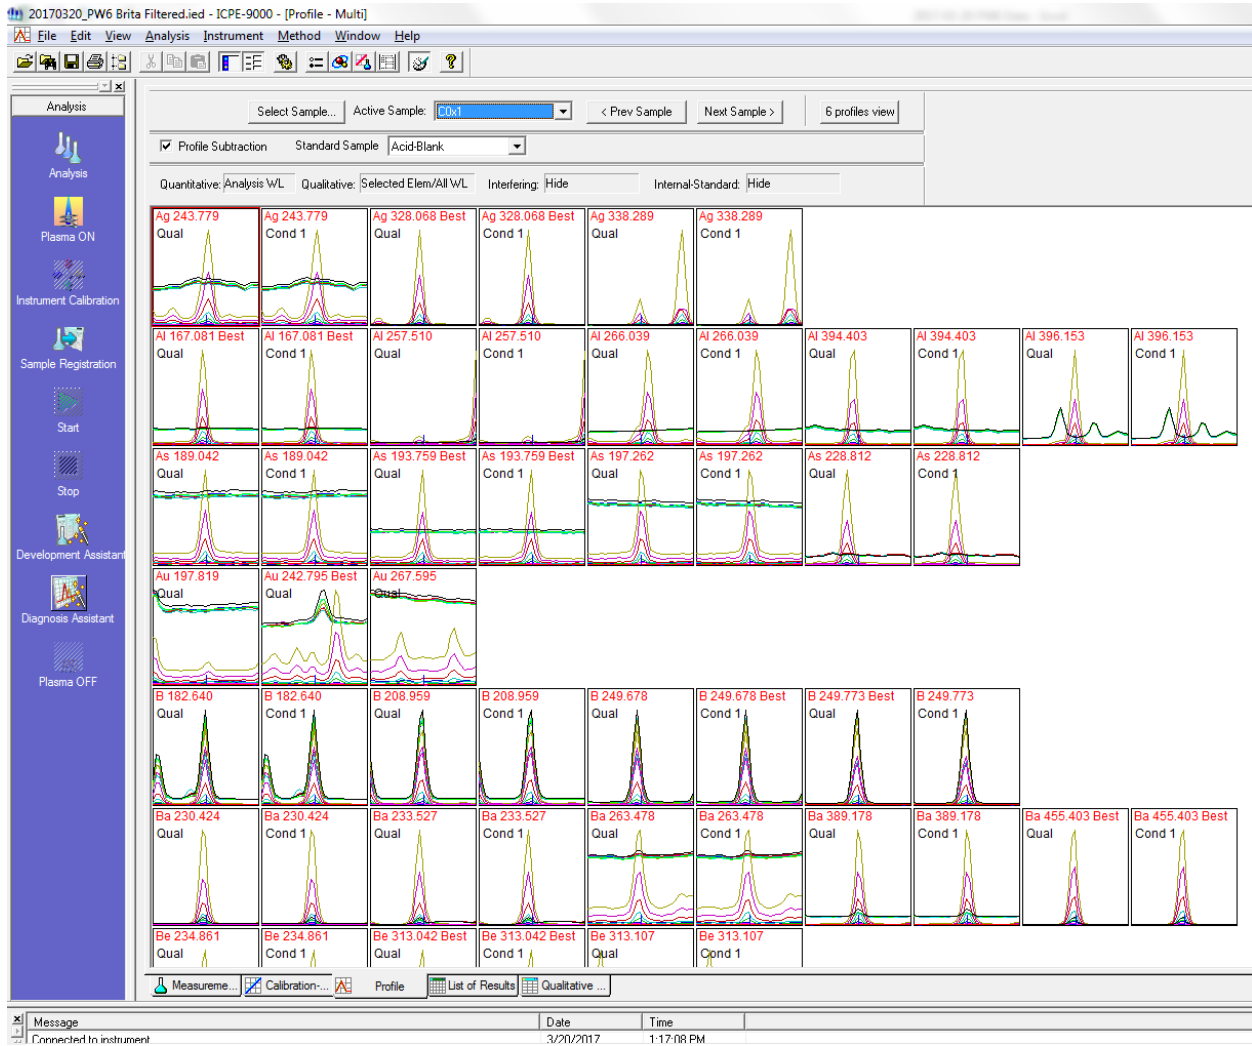 20170320_PW6 Brita Filtered.ied - ICPE-9000 - [Profile - Multi]
File Edit View Analysis Instrument Method Window Help
Analysis
Analysis
Plasma ON
Instrument Calibration
Sample Registration
Start
Stop
Development Assistant
Diagnosis Assistant
Plasma OFF
Select Sample... Active Sample: C0x1 < Prev Sample Next Sample > 6 profiles view
Profile Subtraction Standard Sample Acid-Blank
Quantitative: Analysis WL Qualitative: Selected Elem/All WL Interfering: Hide Internal-Standard: Hide
Ag 243.779 Ag 243.779 Ag 328.068 Best Ag 328.068 Best Ag 338.289 Ag 338.289
Qual Cond 1 Qual Cond 1 Qual Cond 1
Al 167.081 Best Al 167.081 Best Al 257.510 Al 257.510 Al 266.039 Al 266.039 Al 394.403 Al 394.403 Al 396.153 Al 396.153
Qual Cond 1 Qual Cond 1 Qual Cond 1 Qual Cond 1 Qual Cond 1
As 189.042 As 189.042 As 193.759 Best As 193.759 Best As 197.262 As 197.262 As 228.812 As 228.812
Qual Cond 1 Qual Cond 1 Qual Cond 1 Qual Cond 1
Au 197.819 Au 242.795 Best Au 267.595
Qual Qual Qual
B 182.640 B 182.640 B 208.959 B 208.959 B 249.678 B 249.678 Best B 249.773 Best B 249.773
Qual Cond 1 Qual Cond 1 Qual Cond 1 Qual Cond 1
Ba 230.424 Ba 230.424 Ba 233.527 Ba 233.527 Ba 263.478 Ba 263.478 Ba 389.178 Ba 389.178 Ba 455.403 Best Ba 455.403 Best
Qual Cond 1 Qual Cond 1 Qual Cond 1 Qual Cond 1 Qual Cond 1
Be 234.861 Be 234.861 Be 313.042 Best Be 313.042 Best Be 313.107 Be 313.107
Qual Cond 1 Qual Cond 1 Qual Cond 1
Measureme... Calibration-... Profile List of Results Qualitative ...
Message Date Time
Connected to instrument 3/20/2017 1:17:08 PM